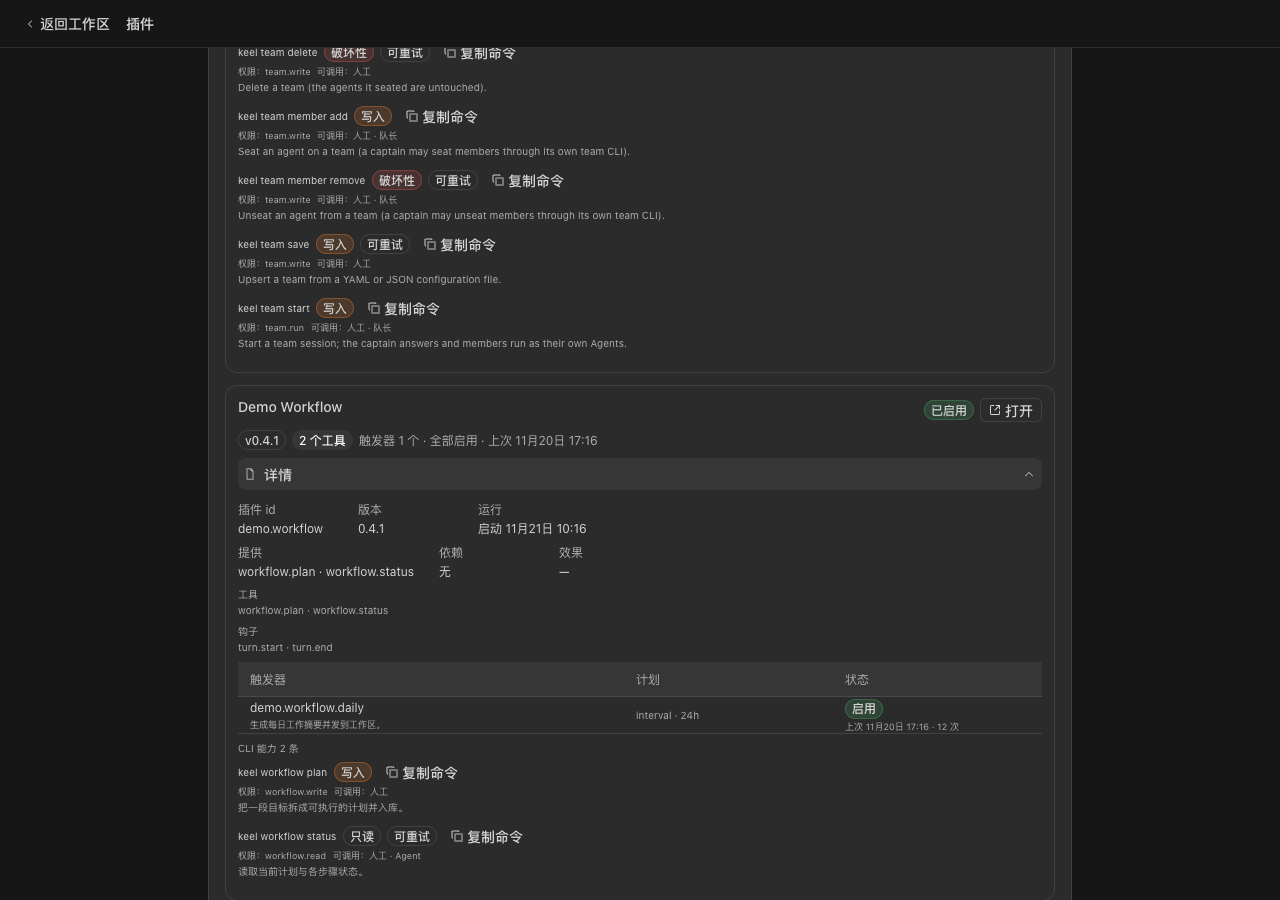 返回工作区 插件
keel team delete 破坏性 可重试 复制命令
权限: team.write 可调用: 人工
Delete a team (the agents it seated are untouched).
keel team member add 写入 复制命令
权限: team.write 可调用: 人工 · 队长
Seat an agent on a team (a captain may seat members through its own team CLI).
keel team member remove 破坏性 可重试 复制命令
权限: team.write 可调用: 人工 · 队长
Unseat an agent from a team (a captain may unseat members through its own team CLI).
keel team save 写入 可重试 复制命令
权限: team.write 可调用: 人工
Upsert a team from a YAML or JSON configuration file.
keel team start 写入 复制命令
权限: team.run 可调用: 人工 · 队长
Start a team session; the captain answers and members run as their own Agents.
Demo Workflow 已启用 打开
v0.4.1 2 个工具 触发器 1 个 · 全部启用 · 上次 11月20日 17:16
详情
插件 id 版本 运行
demo.workflow 0.4.1 启动 11月21日 10:16
提供 依赖 效果
workflow.plan · workflow.status 无 —
工具
workflow.plan · workflow.status
钩子
turn.start · turn.end
触发器 计划 状态
demo.workflow.daily interval · 24h 启用
生成每日工作摘要并发到工作区。 上次 11月20日 17:16 · 12 次
CLI 能力 2 条
keel workflow plan 写入 复制命令
权限: workflow.write 可调用: 人工
把一段目标拆成可执行的计划并入库。
keel workflow status 只读 可重试 复制命令
权限: workflow.read 可调用: 人工 · Agent
读取当前计划与各步骤状态。